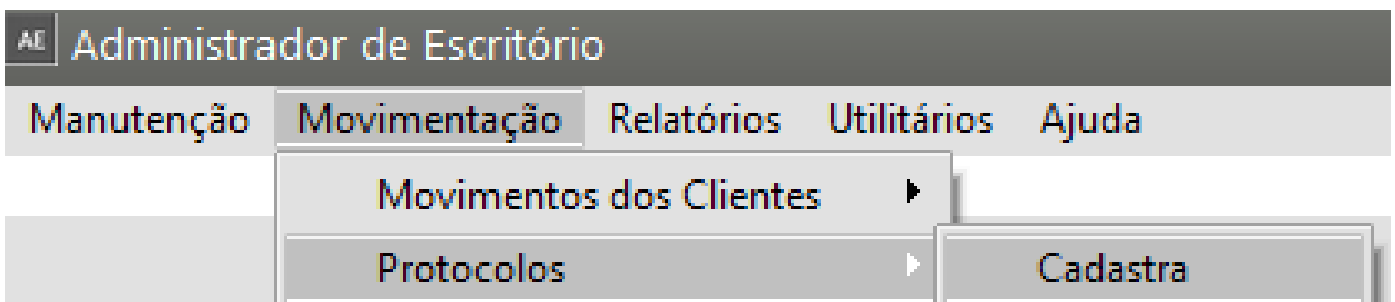 AE Administrador de Escritório
Manutenção Movimentação Relatórios Utilitários Ajuda
Movimentos dos Clientes
Protocolos Cadastra